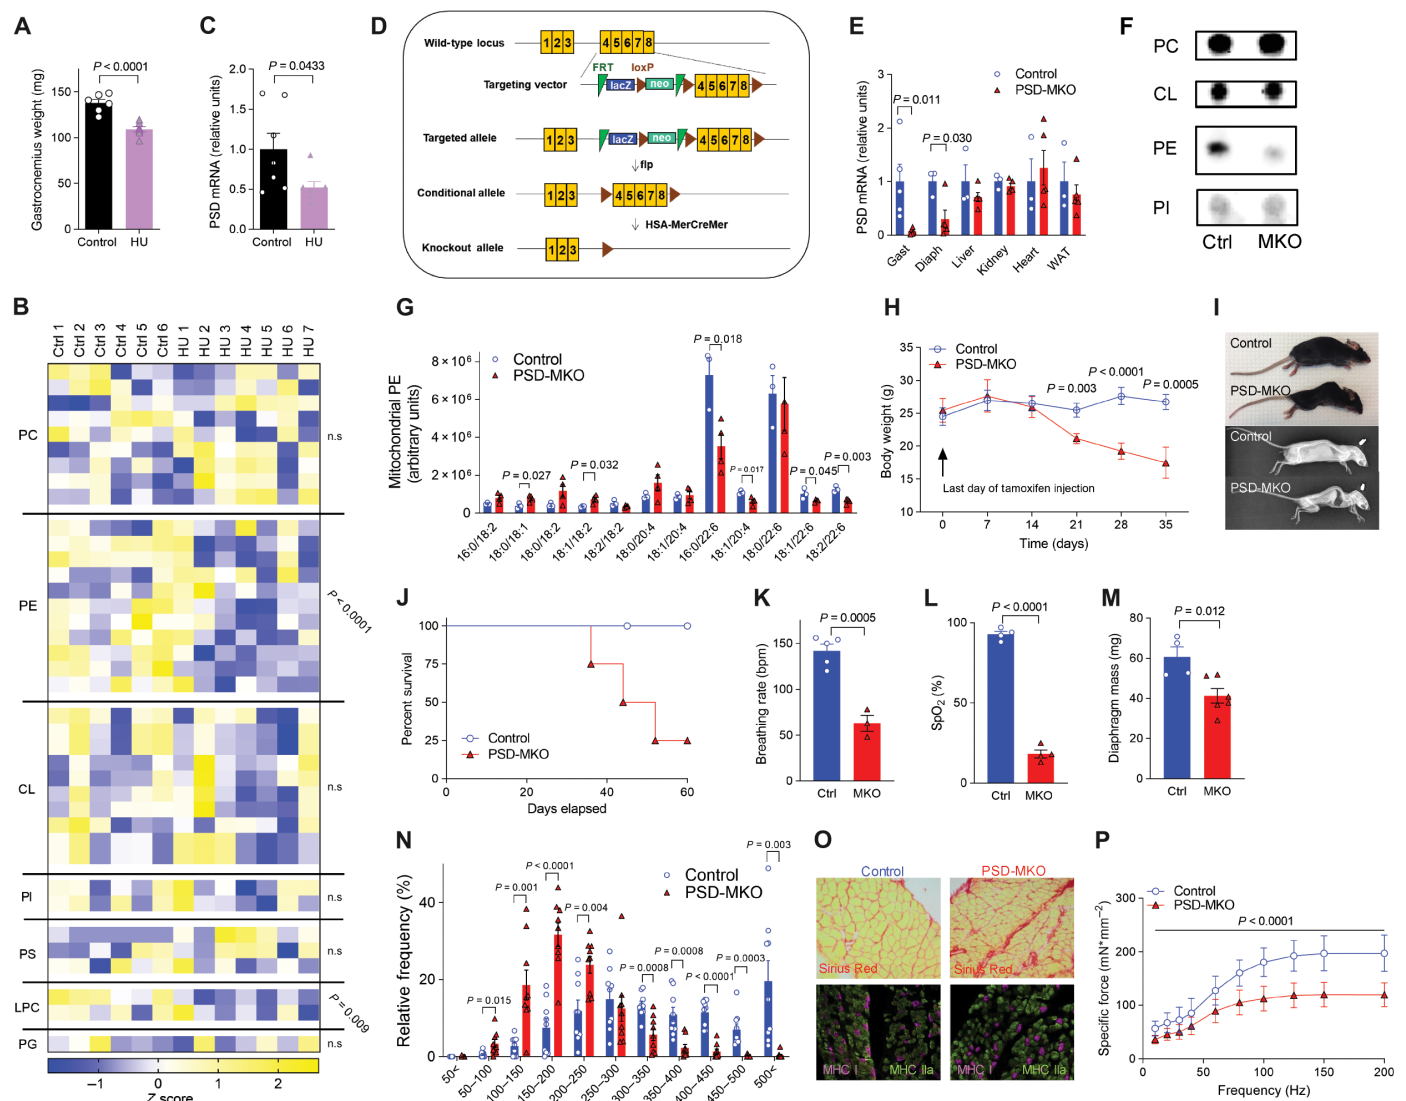 A
Gastrocnemius weight (mg)
P < 0.0001
150
100
50
0
Control
HU
C
PSD mRNA (relative units)
P = 0.0433
2.0
1.5
1.0
0.5
0.0
Control
HU
D
Wild-type locus
1 2 3
4 5 6 7 8
FRT
loxP
Targeting vector
lacZ
neo
4 5 6 7 8
Targeted allele
1 2 3
lacZ
neo
4 5 6 7 8
flp
Conditional allele
1 2 3
4 5 6 7 8
HSA-MerCreMer
Knockout allele
1 2 3
E
PSD mRNA (relative units)
Control
PSD-MKO
P = 0.011
P = 0.030
3
2
1
0
Gast
Diaph
Liver
Kidney
Heart
WAT
F
PC
CL
PE
PI
Ctrl
MKO
B
Ctrl 1
Ctrl 2
Ctrl 3
Ctrl 4
Ctrl 5
Ctrl 6
HU 1
HU 2
HU 3
HU 4
HU 5
HU 6
HU 7
PC
n.s
PE
P < 0.0001
CL
n.s
PI
n.s
PS
n.s
LPC
P = 0.009
PG
n.s
−1
0
1
2
Z score
G
Mitochondrial PE
(arbitrary units)
Control
PSD-MKO
8×10⁶
6×10⁶
4×10⁶
2×10⁶
0
P = 0.027
P = 0.032
P = 0.018
P = 0.017
P = 0.045
P = 0.003
16:0/18:2
18:0/18:1
18:0/18:2
18:1/18:2
18:2/18:2
18:0/20:4
18:1/20:4
16:0/22:6
18:1/20:4
18:0/22:6
18:1/22:6
18:2/22:6
H
Body weight (g)
Control
PSD-MKO
35
30
25
20
15
10
P = 0.003
P < 0.0001
P = 0.0005
Last day of tamoxifen injection
0
7
14
21
28
35
Time (days)
I
Control
PSD-MKO
Control
PSD-MKO
J
Percent survival
100
75
50
25
0
Control
PSD-MKO
0
20
40
60
Days elapsed
K
Breathing rate (bpm)
P = 0.0005
150
100
50
0
Ctrl
MKO
L
SpO₂ (%)
P < 0.0001
100
50
0
Ctrl
MKO
M
Diaphragm mass (mg)
P = 0.012
80
60
40
20
0
Ctrl
MKO
N
Relative frequency (%)
Control
PSD-MKO
40
20
0
P = 0.015
P = 0.001
P < 0.0001
P = 0.004
P = 0.0008
P = 0.0008
P < 0.0001
P = 0.0003
P = 0.003
50<
50–100
100–150
150–200
200–250
250–300
300–350
350–400
400–450
450–500
500<
O
Control
PSD-MKO
Sirius Red
Sirius Red
MHC I
MHC IIa
MHC I
MHC IIa
P
Specific force (mN*mm⁻²)
Control
PSD-MKO
P < 0.0001
300
200
100
0
0
50
100
150
200
Frequency (Hz)